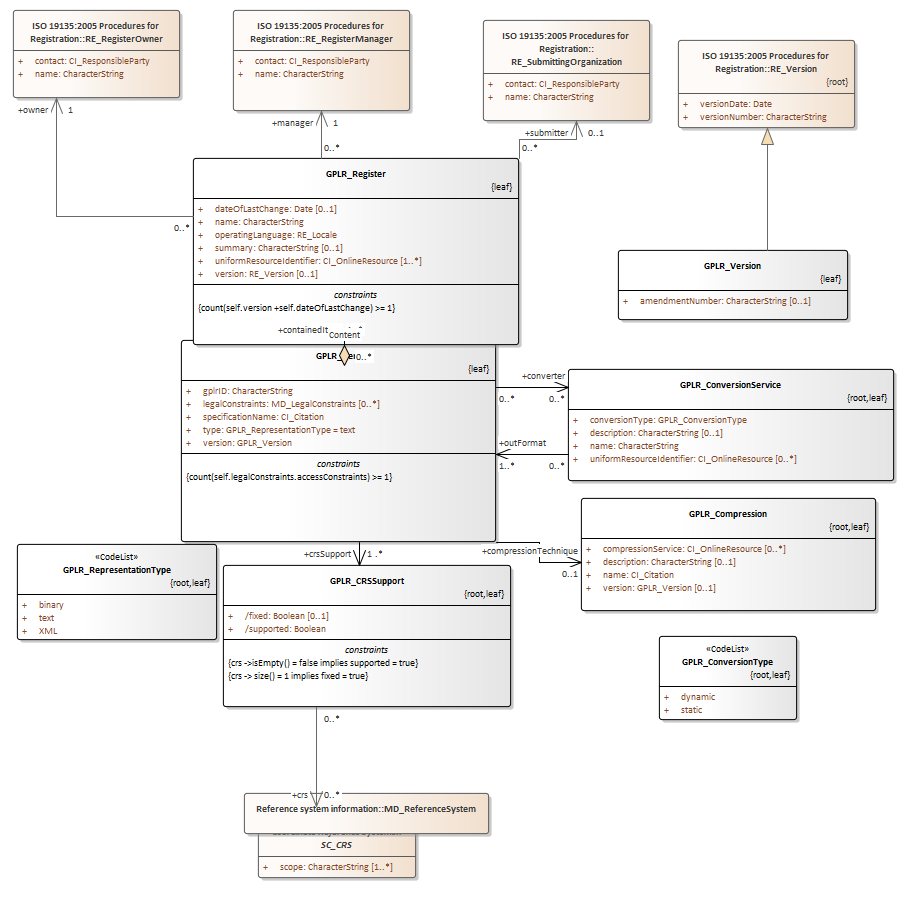 ISO 19135:2005 Procedures for
Registration::RE_RegisterOwner
+ contact: CI_ResponsibleParty
+ name: CharacterString
ISO 19135:2005 Procedures for
Registration::RE_RegisterManager
+ contact: CI_ResponsibleParty
+ name: CharacterString
ISO 19135:2005 Procedures for
Registration::
RE_SubmittingOrganization
+ contact: CI_ResponsibleParty
+ name: CharacterString
ISO 19135:2005 Procedures for
Registration::RE_Version
{root}
+ versionDate: Date
+ versionNumber: CharacterString
+owner 1
+manager 1
+submitter 0..1
0..*
0..*
0..*
GPLR_Register
{leaf}
+ dateOfLastChange: Date [0..1]
+ name: CharacterString
+ operatingLanguage: RE_Locale
+ summary: CharacterString [0..1]
+ uniformResourceIdentifier: CI_OnlineResource [1..*]
+ version: RE_Version [0..1]
constraints
{count(self.version +self.dateOfLastChange) >= 1}
GPLR_Version
{leaf}
+ amendmentNumber: CharacterString [0..1]
+containedIt
Content
0..*
{leaf}
+ gplrID: CharacterString
+ legalConstraints: MD_LegalConstraints [0..*]
+ specificationName: CI_Citation
+ type: GPLR_RepresentationType = text
+ version: GPLR_Version
constraints
{count(self.legalConstraints.accessConstraints) >= 1}
+converter
0..* 0..*
+outFormat
1..* 0..*
GPLR_ConversionService
{root,leaf}
+ conversionType: GPLR_ConversionType
+ description: CharacterString [0..1]
+ name: CharacterString
+ uniformResourceIdentifier: CI_OnlineResource [0..*]
+compressionTechnique
0..1
GPLR_Compression
{root,leaf}
+ compressionService: CI_OnlineResource [0..*]
+ description: CharacterString [0..1]
+ name: CI_Citation
+ version: GPLR_Version [0..1]
+crsSupport 1 .*
«CodeList»
GPLR_RepresentationType
{root,leaf}
+ binary
+ text
+ XML
GPLR_CRSSupport
{root,leaf}
+ /fixed: Boolean [0..1]
+ /supported: Boolean
constraints
{crs ->isEmpty() = false implies supported = true}
{crs -> size() = 1 implies fixed = true}
«CodeList»
GPLR_ConversionType
{root,leaf}
+ dynamic
+ static
0..*
+crs 0..*
Reference system information::MD_ReferenceSystem
SC_CRS
+ scope: CharacterString [1..*]